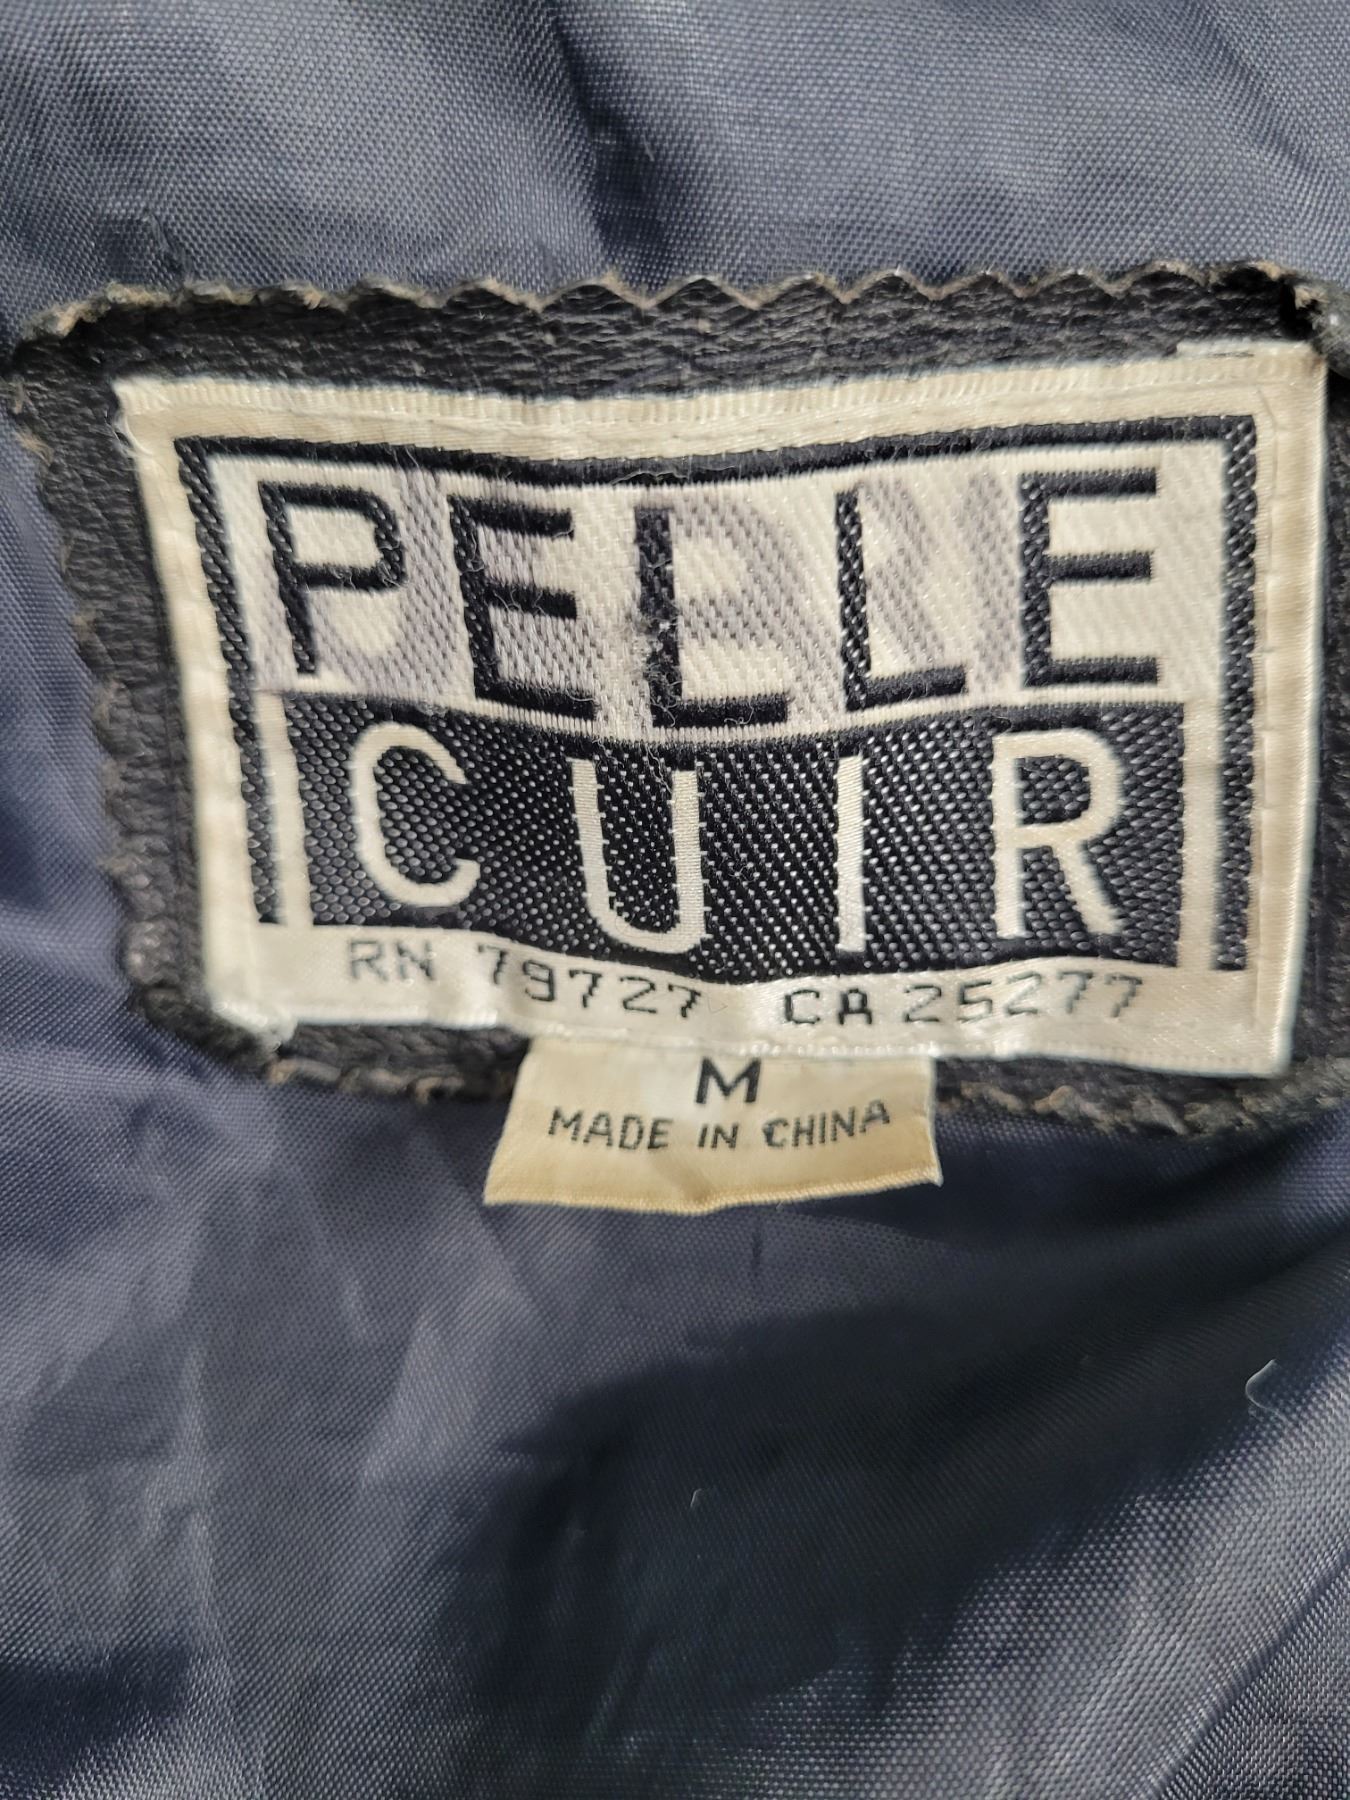 PELLE
CUIR
RN 79727 CA 25277
M
MADE IN CHINA